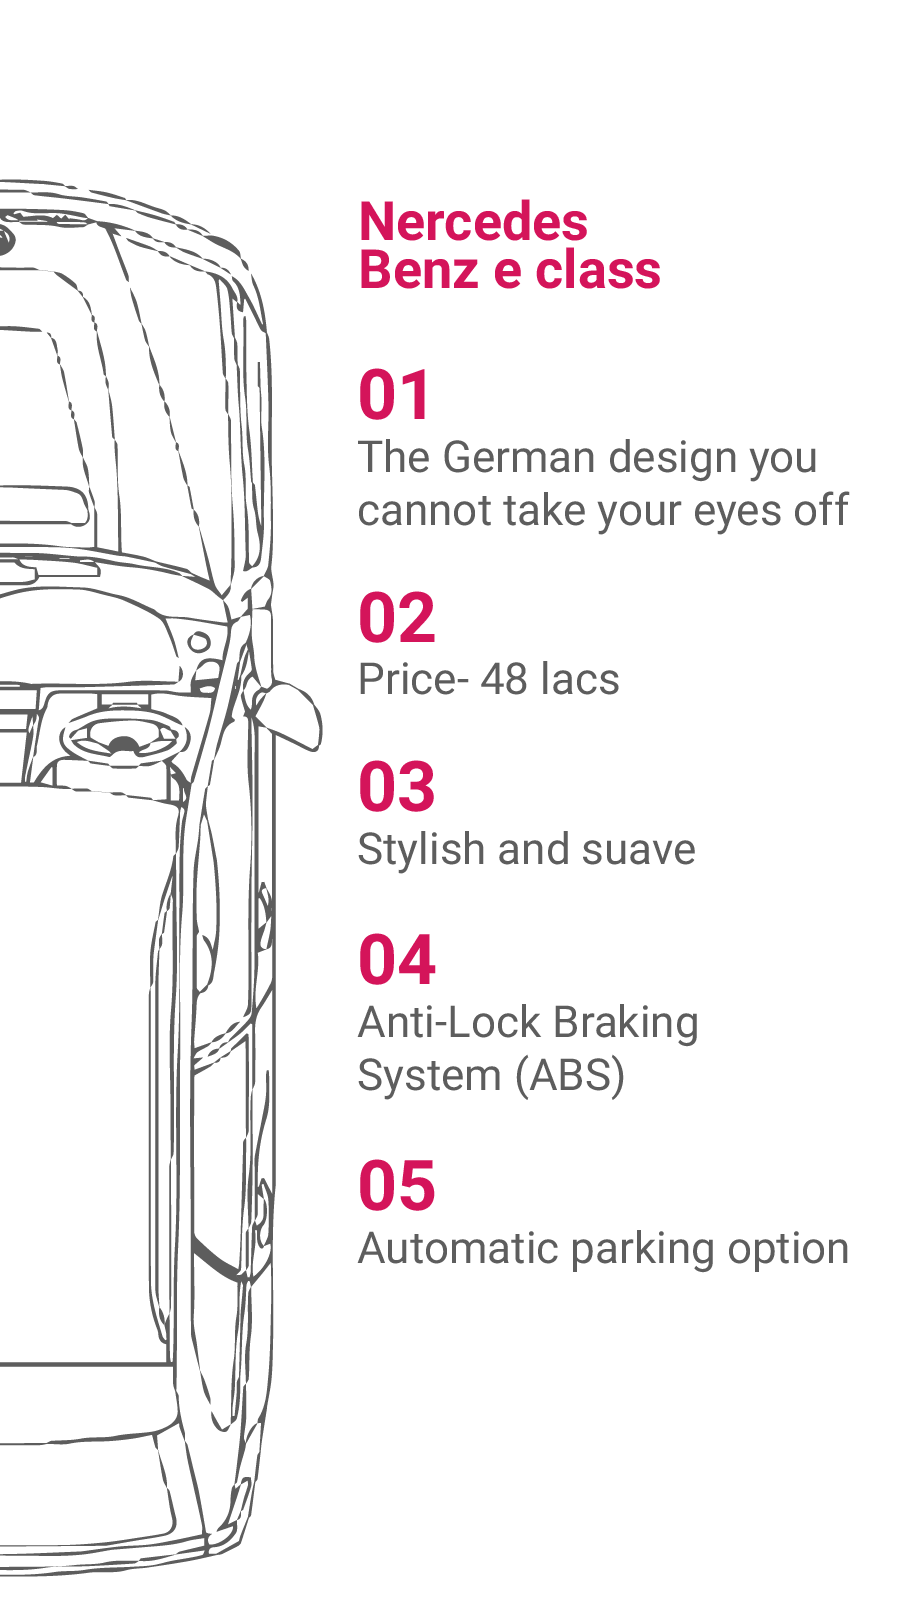 Nercedes
Benz e class
01
The German design you
cannot take your eyes off
02
Price- 48 lacs
03
Stylish and suave
04
Anti-Lock Braking
System (ABS)
05
Automatic parking option